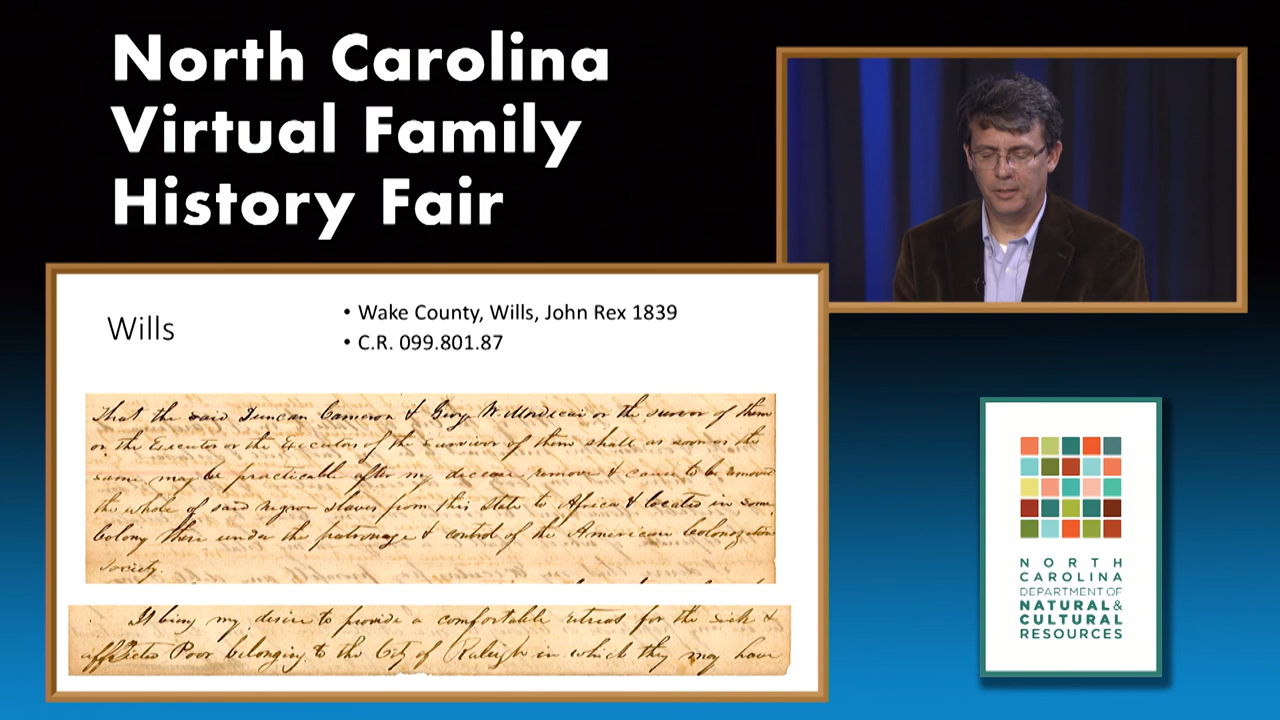 North Carolina
Virtual Family
History Fair
Wills
• Wake County, Wills, John Rex 1839
• C.R. 099.801.87
that the said Duncan Cameron & George W. Mordecai or the survor of them
or the Executor or the Executors of the survivor of them shall as soon as the
same may be practicable after my decease remove & cause to be removed
the whole of said negroe slaves from this State to Africa & located in some
Colony there under the patronage & control of the American Colonization
Society.
It being my desire to provide a comfortable retreat for the sick &
afflicted Poor belonging to the City of Raleigh in which they may have
NORTH
CAROLINA
DEPARTMENT OF
NATURAL &
CULTURAL
RESOURCES